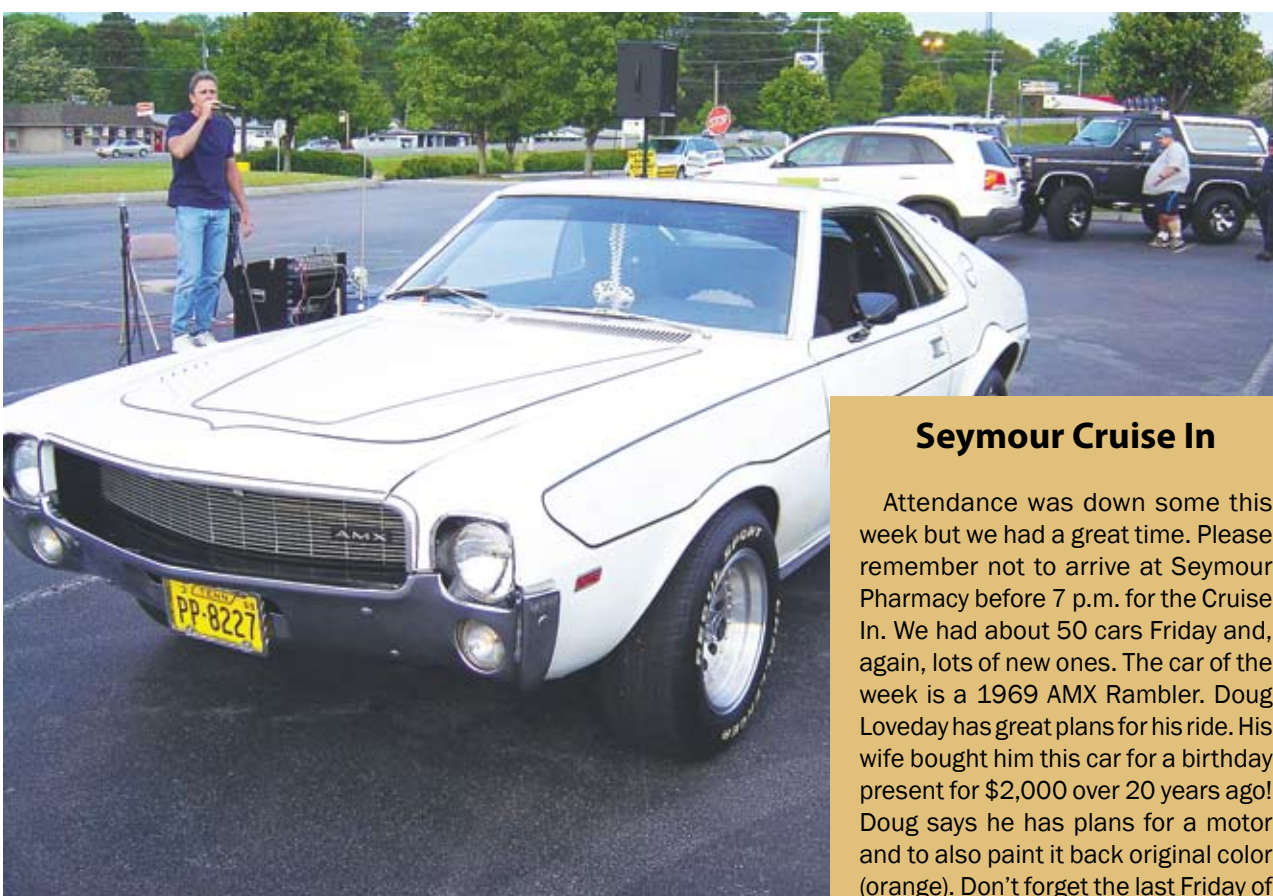 STOP
AMX
TENN
PP-8227
SPORT
Seymour Cruise In
Attendance was down some this
week but we had a great time. Please
remember not to arrive at Seymour
Pharmacy before 7 p.m. for the Cruise
In. We had about 50 cars Friday and,
again, lots of new ones. The car of the
week is a 1969 AMX Rambler. Doug
Loveday has great plans for his ride. His
wife bought him this car for a birthday
present for $2,000 over 20 years ago!
Doug says he has plans for a motor
and to also paint it back original color
(orange). Don’t forget the last Friday of